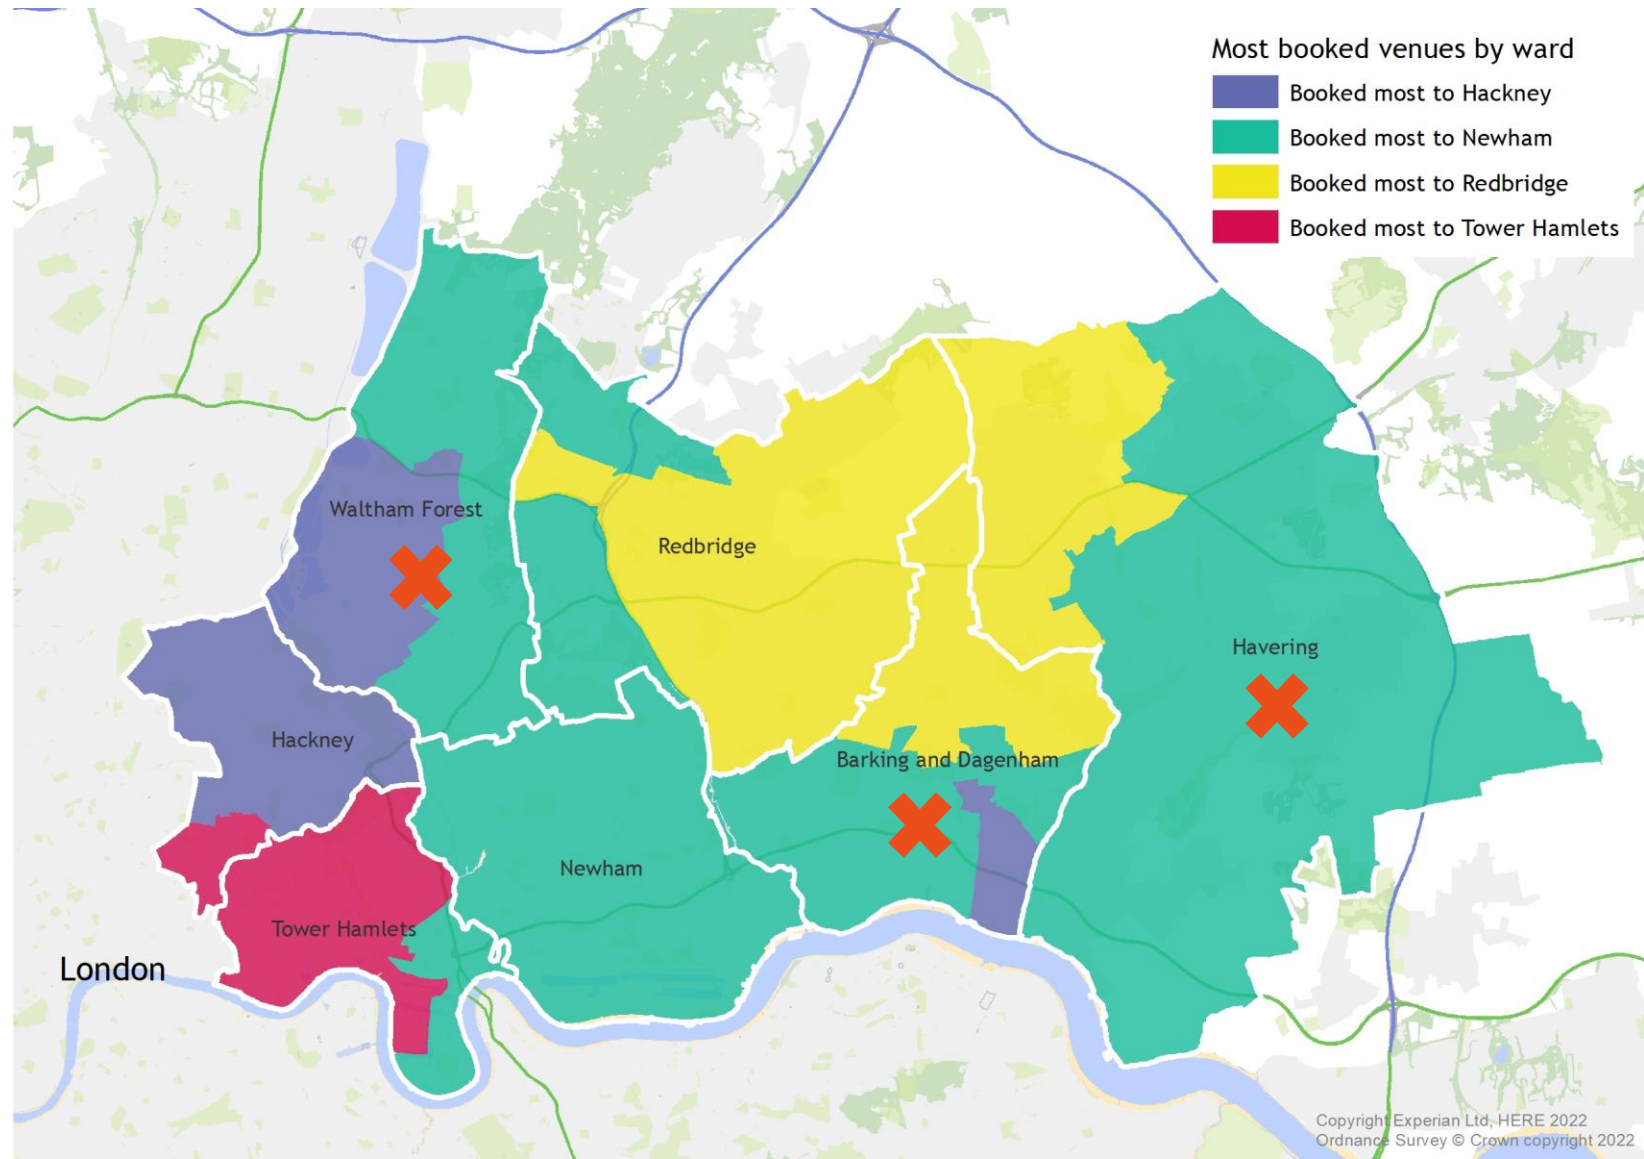 Most booked venues by ward
Booked most to Hackney
Booked most to Newham
Booked most to Redbridge
Booked most to Tower Hamlets
Waltham Forest
Redbridge
Havering
Hackney
Barking and Dagenham
Newham
Tower Hamlets
London
Copyright Experian Ltd, HERE 2022
Ordnance Survey © Crown copyright 2022